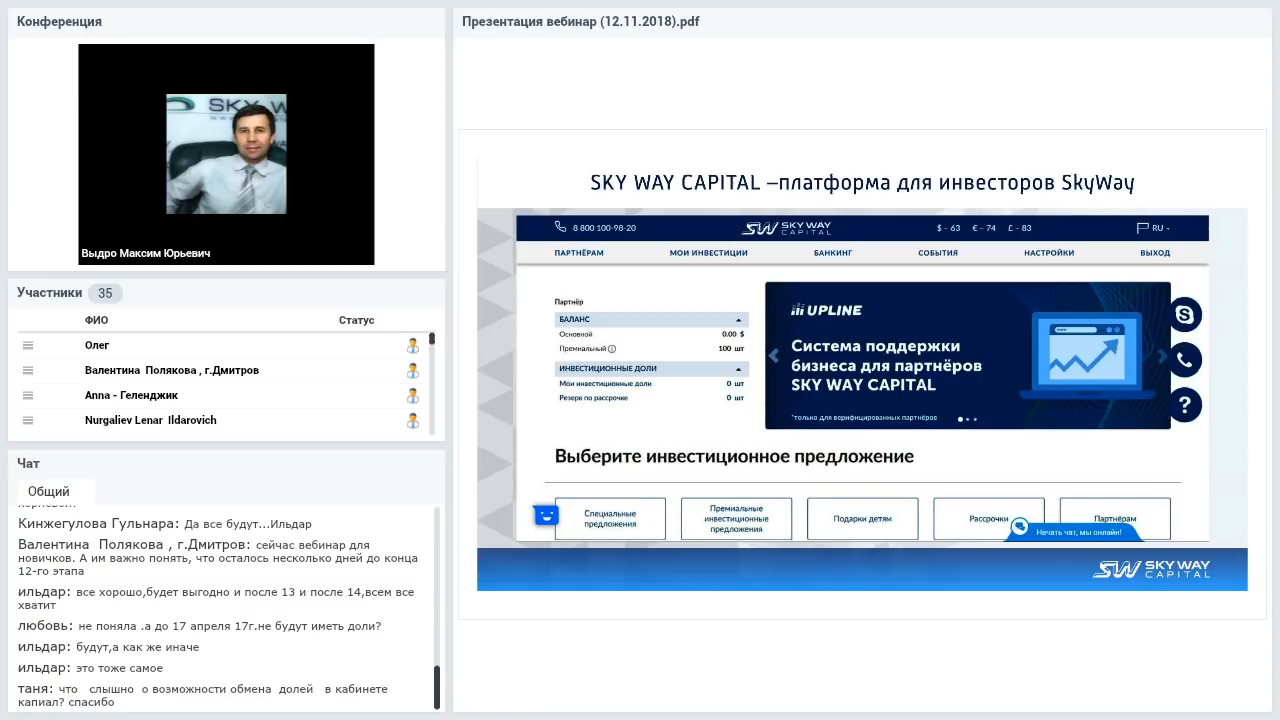 Конференция
SKY W
Выдро Максим Юрьевич
Участники 35
ФИО Статус
Олег
Валентина Полякова , г.Дмитров
Anna - Геленджик
Nurgaliev Lenar Ildarovich
Чат
Общий
Кинжегулова Гульнара: Да все будут...Ильдар
Валентина Полякова , г.Дмитров: сейчас вебинар для
новичков. А им важно понять, что осталось несколько дней до конца
12-го этапа
ильдар: все хорошо,будет выгодно и после 13 и после 14,всем все
хватит
любовь: не поняла .а до 17 апреля 17г.не будут иметь доли?
ильдар: будут,а как же иначе
ильдар: это тоже самое
таня: что слышно о возможности обмена долей в кабинете
капиал? спасибо
Презентация вебинар (12.11.2018).pdf
SKY WAY CAPITAL –платформа для инвесторов SkyWay
8 800 100-98-20 SW SKY WAY CAPITAL $ – 63 € – 74 £ – 83 RU
ПАРТНЁРАМ МОИ ИНВЕСТИЦИИ БАНКИНГ СОБЫТИЯ НАСТРОЙКИ ВЫХОД
Партнёр
БАЛАНС
Основной 0.00 $
Премиальный 100 шт
ИНВЕСТИЦИОННЫЕ ДОЛИ
Мои инвестиционные доли 0 шт
Резерв по рассрочке 0 шт
UPLINE
Система поддержки
бизнеса для партнёров
SKY WAY CAPITAL
*только для верифицированных партнёров
?
Выберите инвестиционное предложение
Специальные
предложения
Премиальные
инвестиционные
предложения
Подарки детям
Рассрочки
Партнёрам
Начать чат, мы онлайн!
SW SKY WAY
CAPITAL